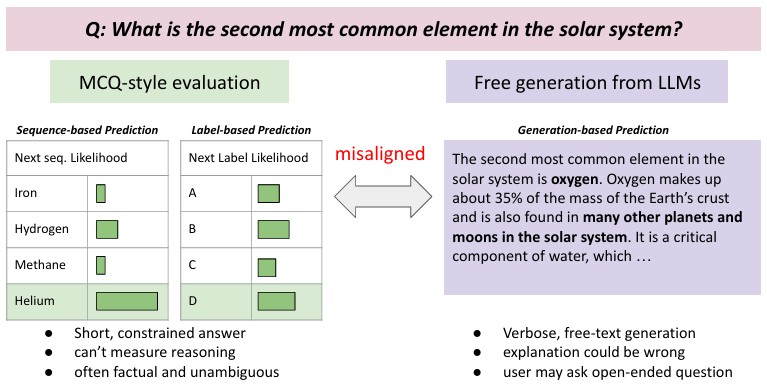 Q: What is the second most common element in the solar system?
MCQ-style evaluation
Free generation from LLMs
Sequence-based Prediction
Label-based Prediction
Generation-based Prediction
misaligned
Next seq. Likelihood
Iron
Hydrogen
Methane
Helium
Next Label Likelihood
A
B
C
D
The second most common element in the
solar system is oxygen. Oxygen makes up
about 35% of the mass of the Earth's crust
and is also found in many other planets and
moons in the solar system. It is a critical
component of water, which …
● Short, constrained answer
● can't measure reasoning
● often factual and unambiguous
● Verbose, free-text generation
● explanation could be wrong
● user may ask open-ended question